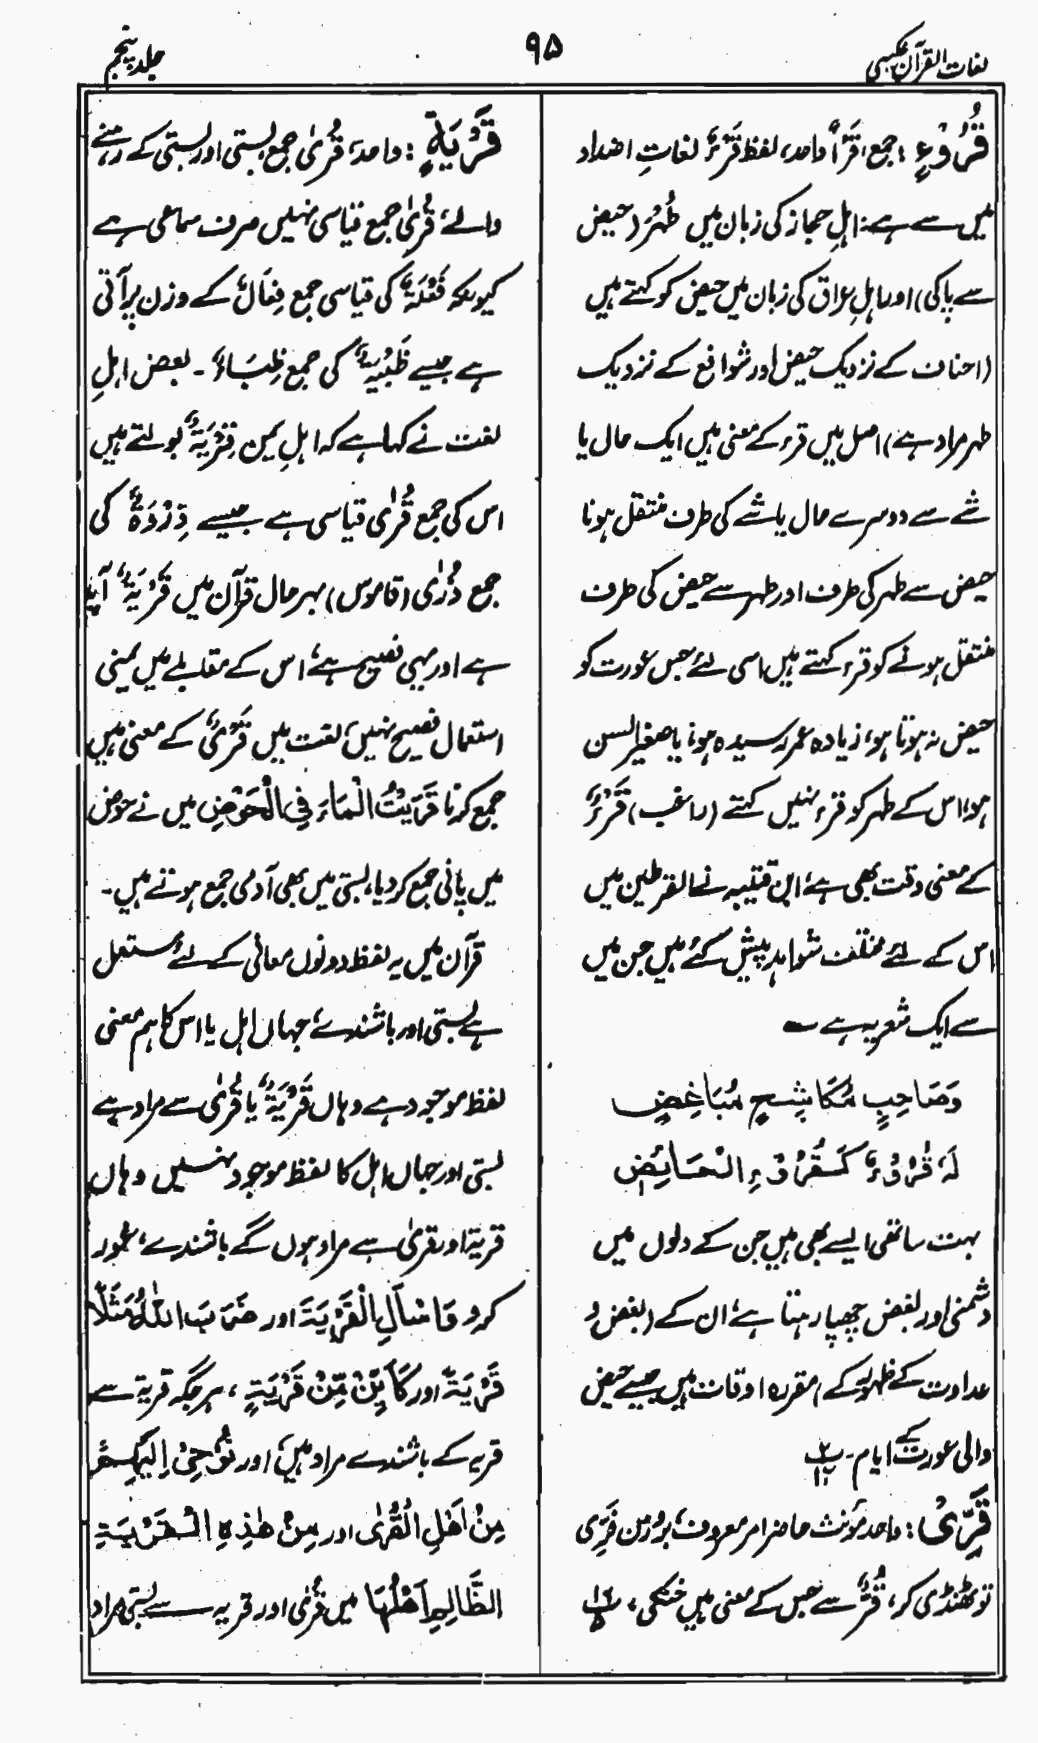 لغات القرآن عکسی
۹۵
جلد پنجم
قُرُوْءٍ: جمع، قَرْأً واحد، لفظ قَرْءٌ لغاتِ اضداد
میں سے ہے: اہلِ حجاز کی زبان میں طُہْر (حیض
سے پاکی) اور اہلِ عراق کی زبان میں حیض کو کہتے ہیں
(احناف کے نزدیک حیض اور شوافع کے نزدیک
طہر مراد ہے) اصل میں قرء کے معنی ہیں ایک حال یا
شے سے دوسرے حال یا شے کی طرف منتقل ہونا
حیض سے طہر کی طرف اور طہر سے حیض کی طرف
منتقل ہونے کو قرء کہتے ہیں، اسی لئے جس عورت کو
حیض نہ ہوتا ہو، زیادہ عمر رسیدہ ہو، یا صغیر السن
ہو، اس کے طہر کو قرء نہیں کہتے (راغب) قَرْءٌ
کے معنی وقت بھی ہے، ابن قتیبہ نے القرطین میں
اس کے لئے مختلف شواہد پیش کئے ہیں جن میں
سے ایک شعر یہ ہے ؎
وَصَاحِبٍ مُكَاشِحٍ مُبَاغِضٍ
لَهٗ قُرُوْءٌ كَقُرُوْءِ الْحَائِضِ
بہت ساتھی ایسے بھی ہیں جن کے دلوں میں
دشمنی اور بغض چھپا رہتا ہے، ان کے (بغض و
عداوت کے ظہور کے) مقررہ اوقات ہیں جیسے حیض
والی عورت کے ایام۔
قَرِّیْ: واحد مؤنث حاضر امر معروف، بروزن فَرِّی
تو ٹھنڈی کر، قُرٌّ سے جس کے معنی ہیں خنکی،
قَرْيَةٍ: واحد، قُریٰ جمع، بستی اور بستی کے رہنے
والے، قُریٰ جمع قیاسی نہیں صرف سماعی ہے
کیونکہ فَعْلَةٌ کی قیاسی جمع فِعَالٌ کے وزن پر آتی
ہے جیسے ظَبْیَةٌ کی جمع ظِبَاءٌ۔ بعض اہلِ
لغت نے کہا ہے کہ اہلِ یمن قِرْيَةٌ بولتے ہیں
اس کی جمع قُریٰ قیاسی ہے جیسے ذِرْوَةٌ کی
جمع ذُرٰی (قاموس) بہر حال قرآن میں قَرْيَةٌ آیا
ہے اور یہی فصیح ہے، اس کے مقابلے میں یمنی
استعمال فصیح نہیں، لغت میں قَرْیٌ کے معنی ہیں
جمع کرنا قَرَيْتُ الْمَاءَ فِي الْحَوْضِ میں نے حوض
میں پانی جمع کر دیا، بستی میں بھی آدمی جمع ہوتے ہیں۔
قرآن میں یہ لفظ دونوں معانی کے لئے مستعمل
ہے بستی اور باشندے، جہاں اہل یا اس کا ہم معنی
لفظ موجود ہے وہاں قَرْيَةٌ یا قُریٰ سے مراد ہے
بستی اور جہاں اہل کا لفظ موجود نہیں وہاں
قریۃ اور قریٰ سے مراد ہوں گے باشندے، غور
کرو وَاسْأَلِ الْقَرْيَةَ اور ضَرَبَ اللّٰهُ مَثَلًا
قَرْيَةً اور كَأَيِّنْ مِّنْ قَرْيَةٍ، ہر جگہ قریۃ سے
قریہ کے باشندے مراد ہیں، اور نُوْحِیْ اِلَیْهِمْ
مِنْ اَهْلِ الْقُرٰی اور مِنْ هٰذِهِ الْقَرْيَةِ
الظَّالِمِ اَهْلُهَا میں قُریٰ اور قریہ سے بستی مراد